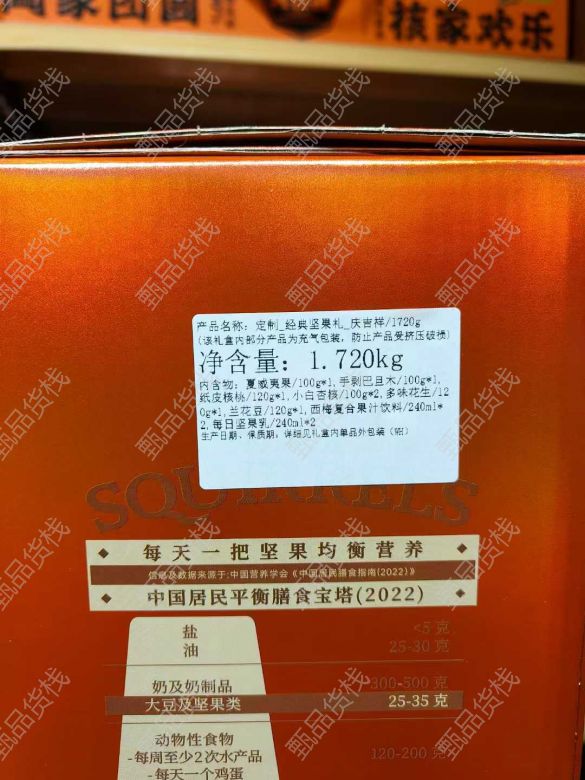 阖家团圆
核家欢乐
产品名称：定制_经典坚果礼_庆吉祥/1720g
(该礼盒内部分产品为充气包装，防止产品受挤压破损)
净含量：1.720kg
内含物：夏威夷果/100g*1,手剥巴旦木/100g*1,
纸皮核桃/120g*1,小白杏核/100g*2,多味花生/12
0g*1,兰花豆/120g*1,西梅复合果汁饮料/240ml*
2,每日坚果乳/240ml*2
生产日期、保质期：详细见礼盒内单品外包装（袋）
SQUIRRELS
每天一把坚果均衡营养
信息及数据来源于:中国营养学会《中国居民膳食指南(2022)》
中国居民平衡膳食宝塔(2022)
盐 <5 克
油 25-30 克
奶及奶制品 300-500 克
大豆及坚果类 25-35 克
动物性食物 120-200 克
-每周至少2次水产品
-每天一个鸡蛋
甄品货栈